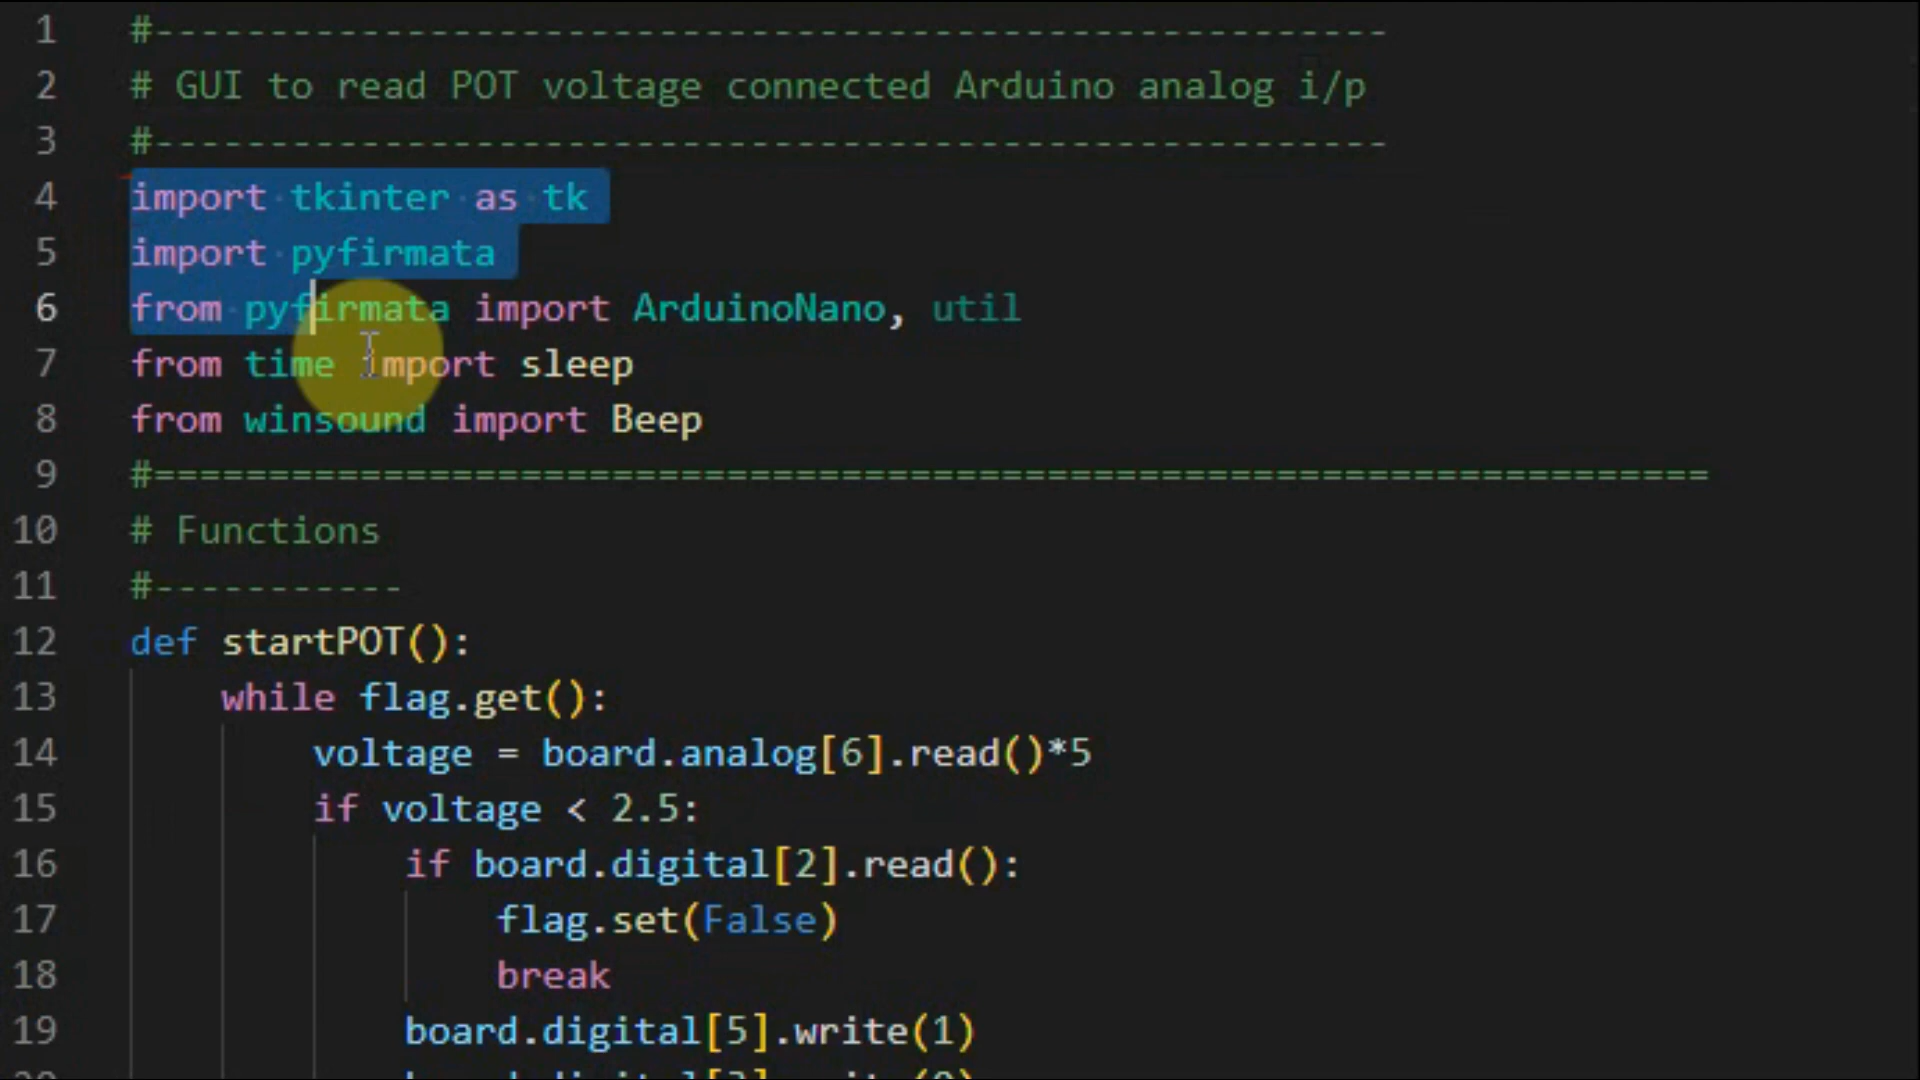 1 #------------------------------------------------------
2 # GUI to read POT voltage connected Arduino analog i/p
3 #------------------------------------------------------
4 import tkinter as tk
5 import pyfirmata
6 from pyfirmata import ArduinoNano, util
7 from time import sleep
8 from winsound import Beep
9 #====================================================================
10 # Functions
11 #-----------
12 def startPOT():
13 while flag.get():
14 voltage = board.analog[6].read()*5
15 if voltage < 2.5:
16 if board.digital[2].read():
17 flag.set(False)
18 break
19 board.digital[5].write(1)